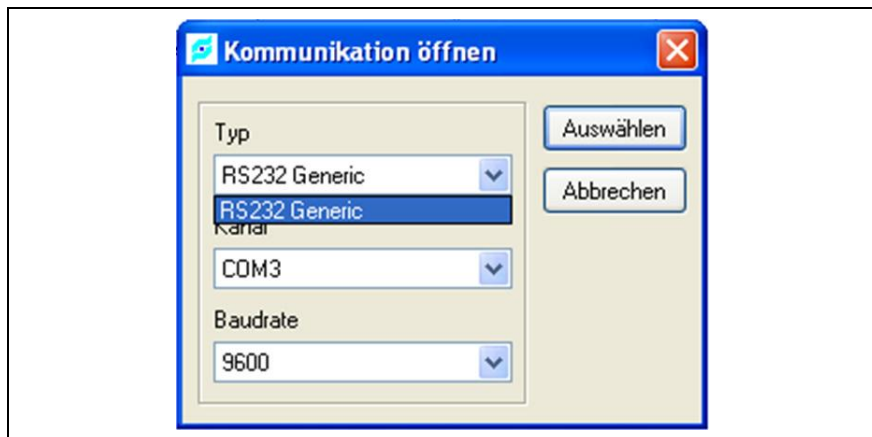 Kommunikation öffnen
Typ
RS232 Generic
RS232 Generic
Kanal
COM3
Baudrate
9600
Auswählen
Abbrechen